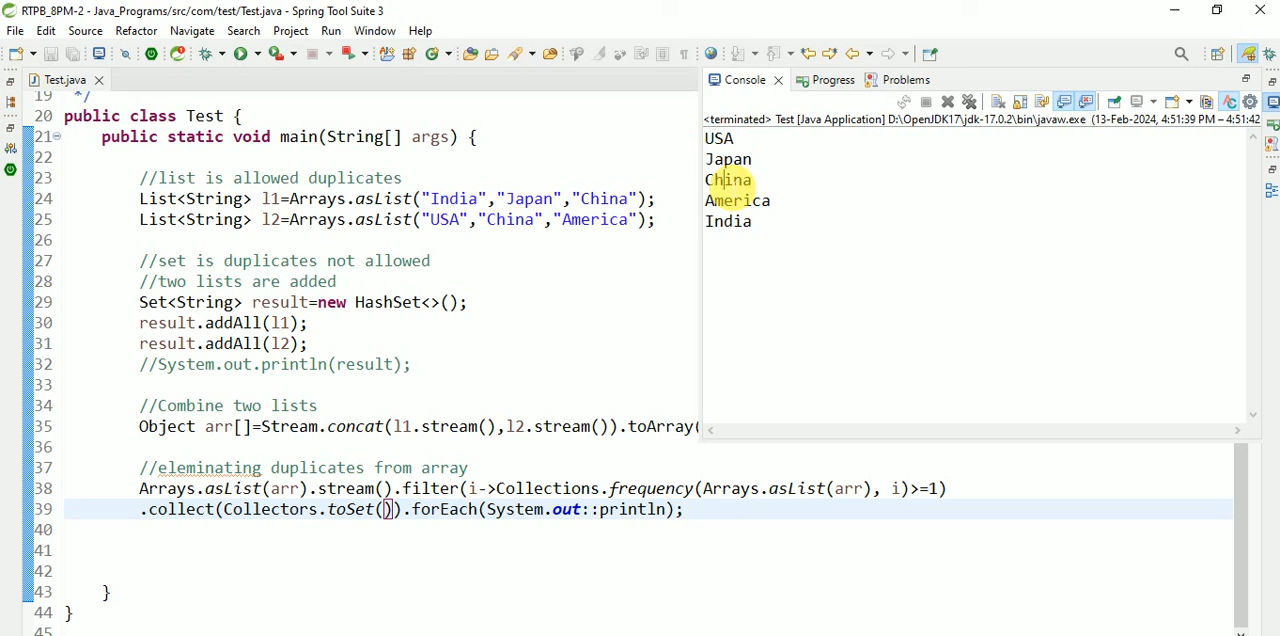 RTPB_8PM-2 - Java_Programs/src/com/test/Test.java - Spring Tool Suite 3
File Edit Source Refactor Navigate Search Project Run Window Help
Test.java
Console Progress Problems
<terminated> Test [Java Application] D:\OpenJDK17\jdk-17.0.2\bin\javaw.exe (13-Feb-2024, 4:51:39 PM – 4:51:42
USA
Japan
China
America
India
19 */
20 public class Test {
21 public static void main(String[] args) {
22
23 //list is allowed duplicates
24 List<String> l1=Arrays.asList("India","Japan","China");
25 List<String> l2=Arrays.asList("USA","China","America");
26
27 //set is duplicates not allowed
28 //two lists are added
29 Set<String> result=new HashSet<>();
30 result.addAll(l1);
31 result.addAll(l2);
32 //System.out.println(result);
33
34 //Combine two lists
35 Object arr[]=Stream.concat(l1.stream(),l2.stream()).toArray(
36
37 //eleminating duplicates from array
38 Arrays.asList(arr).stream().filter(i->Collections.frequency(Arrays.asList(arr), i)>=1)
39 .collect(Collectors.toSet()).forEach(System.out::println);
40
41
42
43 }
44 }
45